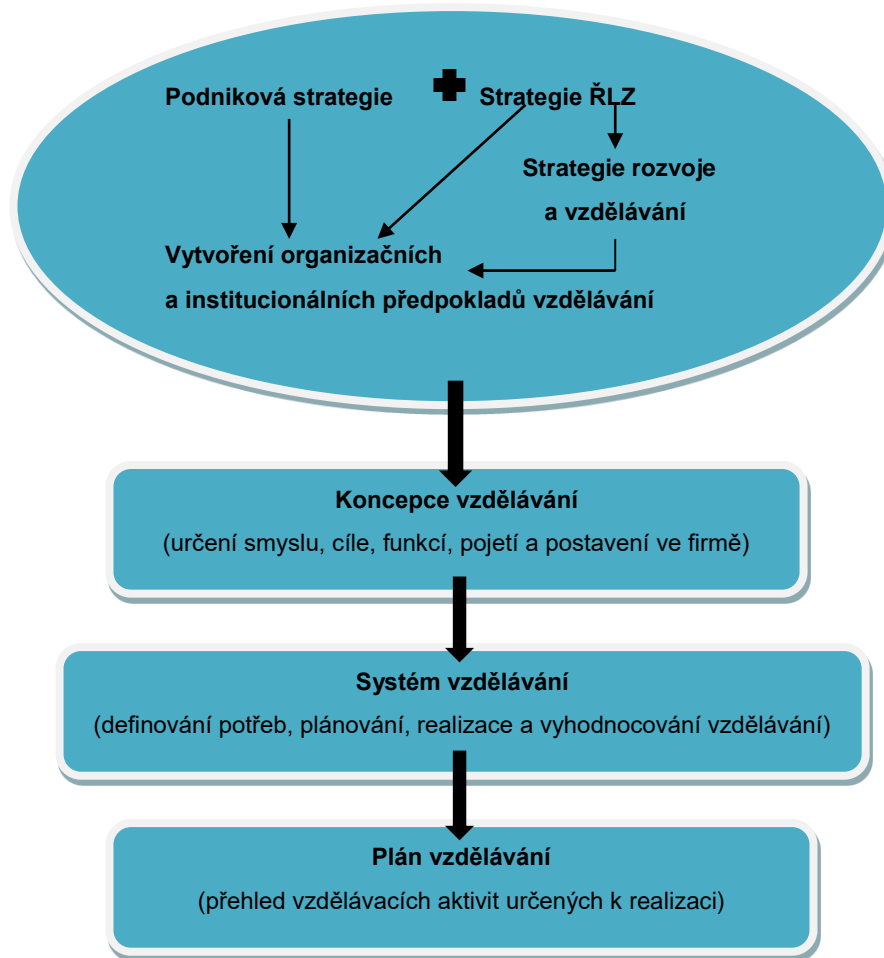 Podniková strategie
Strategie ŘLZ
Strategie rozvoje
a vzdělávání
Vytvoření organizačních
a institucionálních předpokladů vzdělávání
Koncepce vzdělávání
(určení smyslu, cíle, funkcí, pojetí a postavení ve firmě)
Systém vzdělávání
(definování potřeb, plánování, realizace a vyhodnocování vzdělávání)
Plán vzdělávání
(přehled vzdělávacích aktivit určených k realizaci)